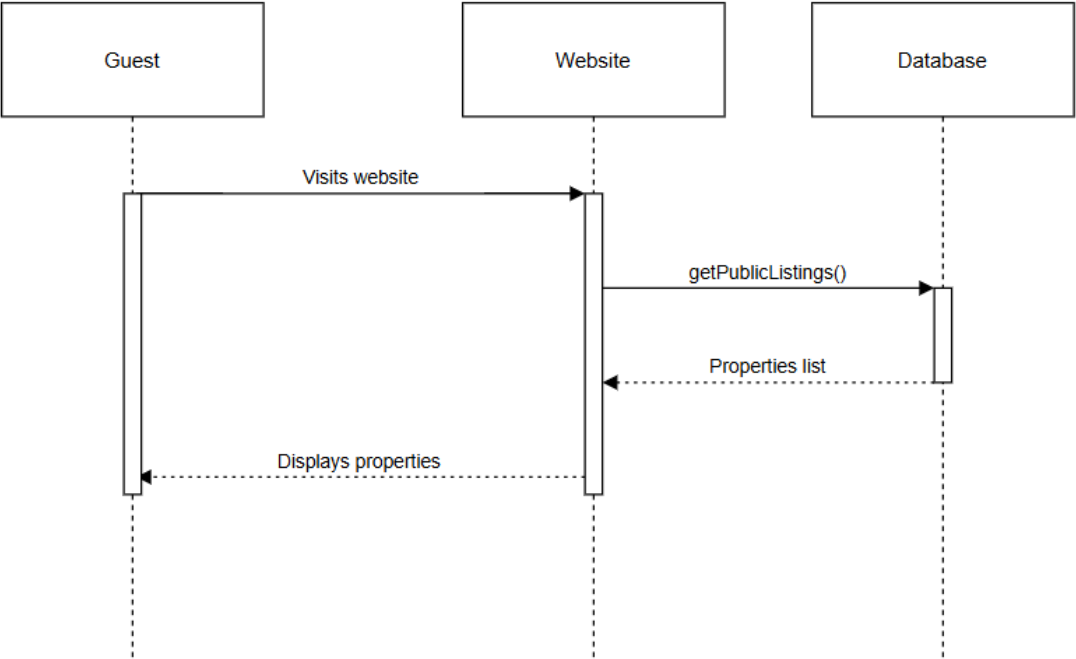 Guest
Website
Database
Visits website
getPublicListings()
Properties list
Displays properties